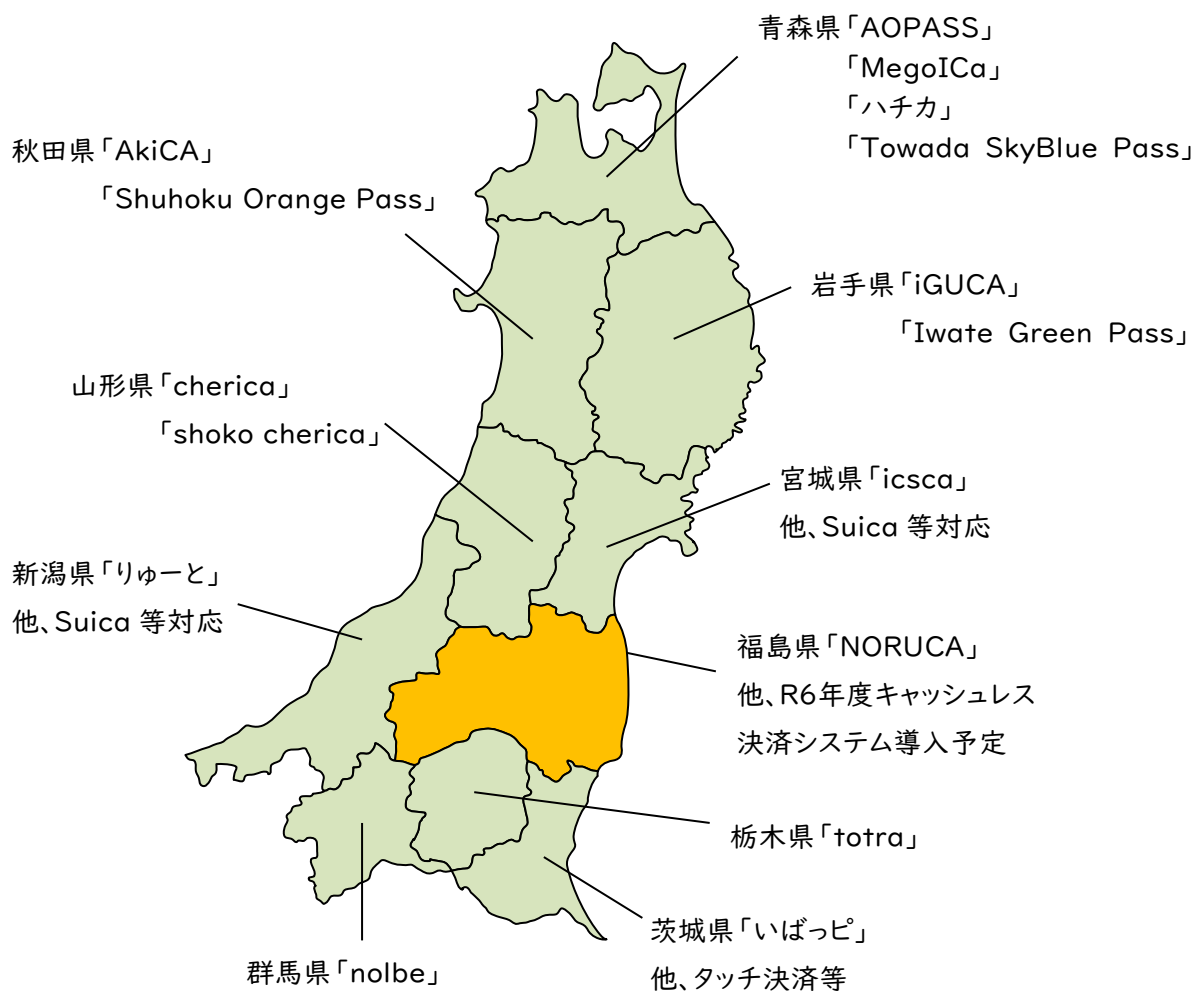 青森県「AOPASS」
「MegoICa」
「ハチカ」
「Towada SkyBlue Pass」
秋田県「AkiCA」
「Shuhoku Orange Pass」
岩手県「iGUCA」
「Iwate Green Pass」
山形県「cherica」
「shoko cherica」
宮城県「icsca」
他、Suica 等対応
新潟県「りゅーと」
他、Suica 等対応
福島県「NORUCA」
他、R6年度キャッシュレス
決済システム導入予定
栃木県「totra」
茨城県「いばっピ」
他、タッチ決済等
群馬県「nolbe」